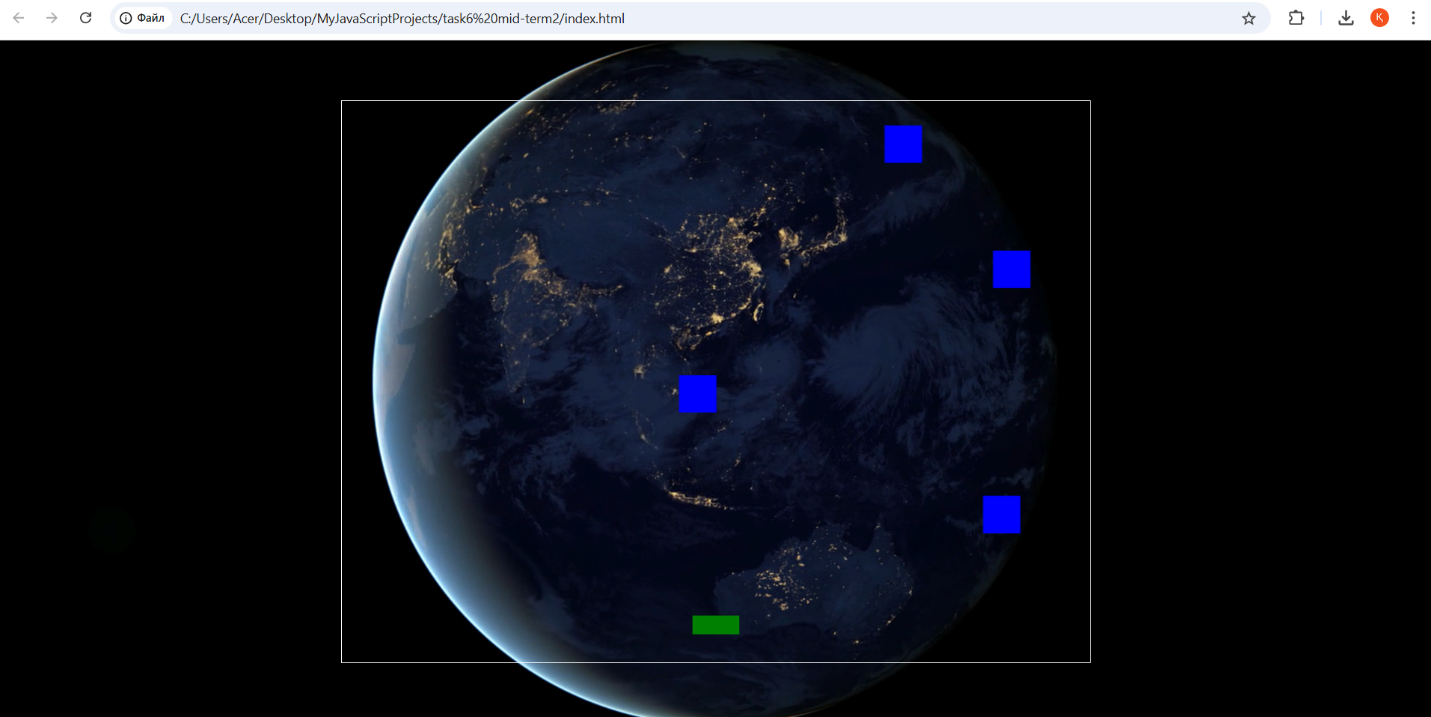 Файл C:/Users/Acer/Desktop/MyJavaScriptProjects/task6%20mid-term2/index.html K